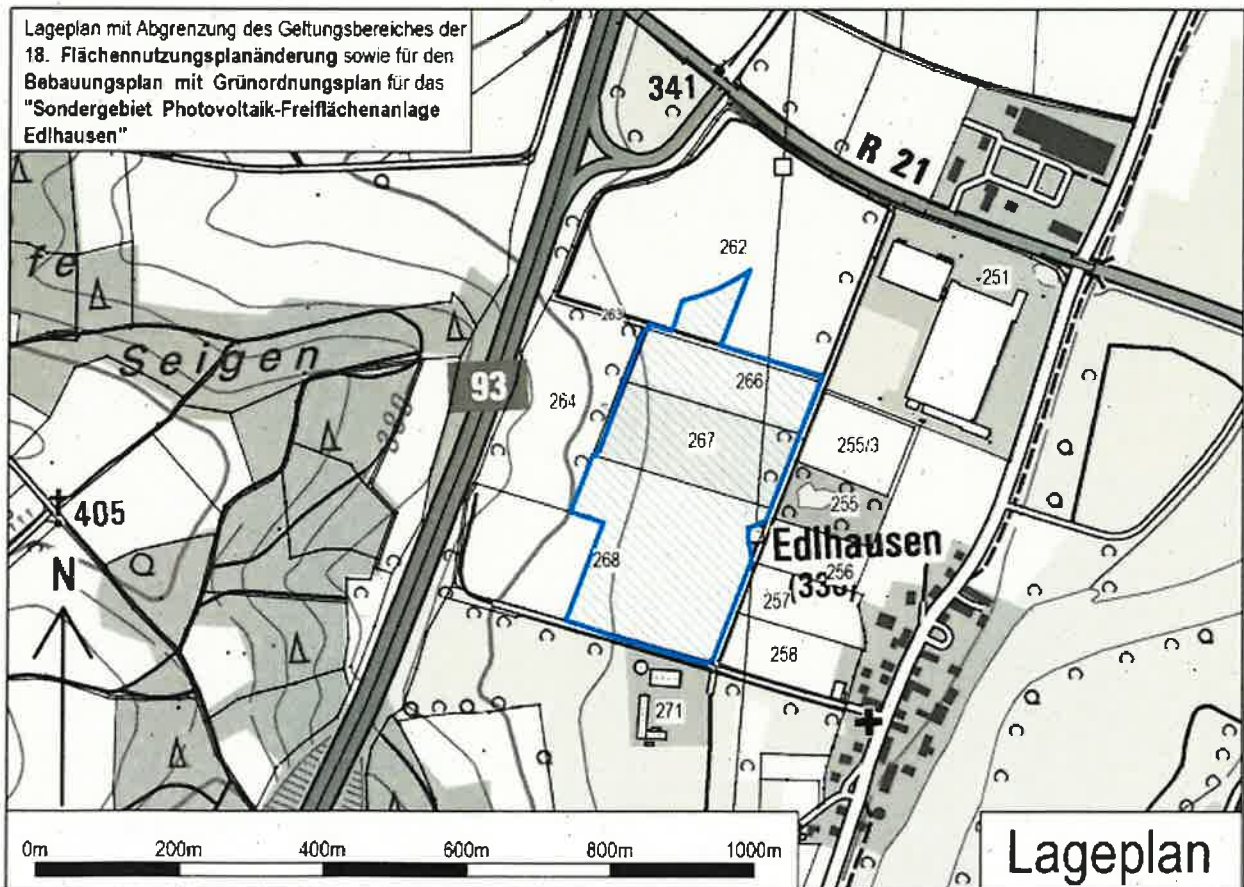 Lageplan mit Abgrenzung des Geltungsbereiches der
18. Flächennutzungsplanänderung sowie für den
Bebauungsplan mit Grünordnungsplan für das
"Sondergebiet Photovoltaik-Freiflächenanlage
Edlhausen"
341
R 21
262
251
263
fe
Seigen
93
264
266
380
267
255/3
255
405
Edlhausen
N
268
256
257
258
271
0m 200m 400m 600m 800m 1000m
Lageplan